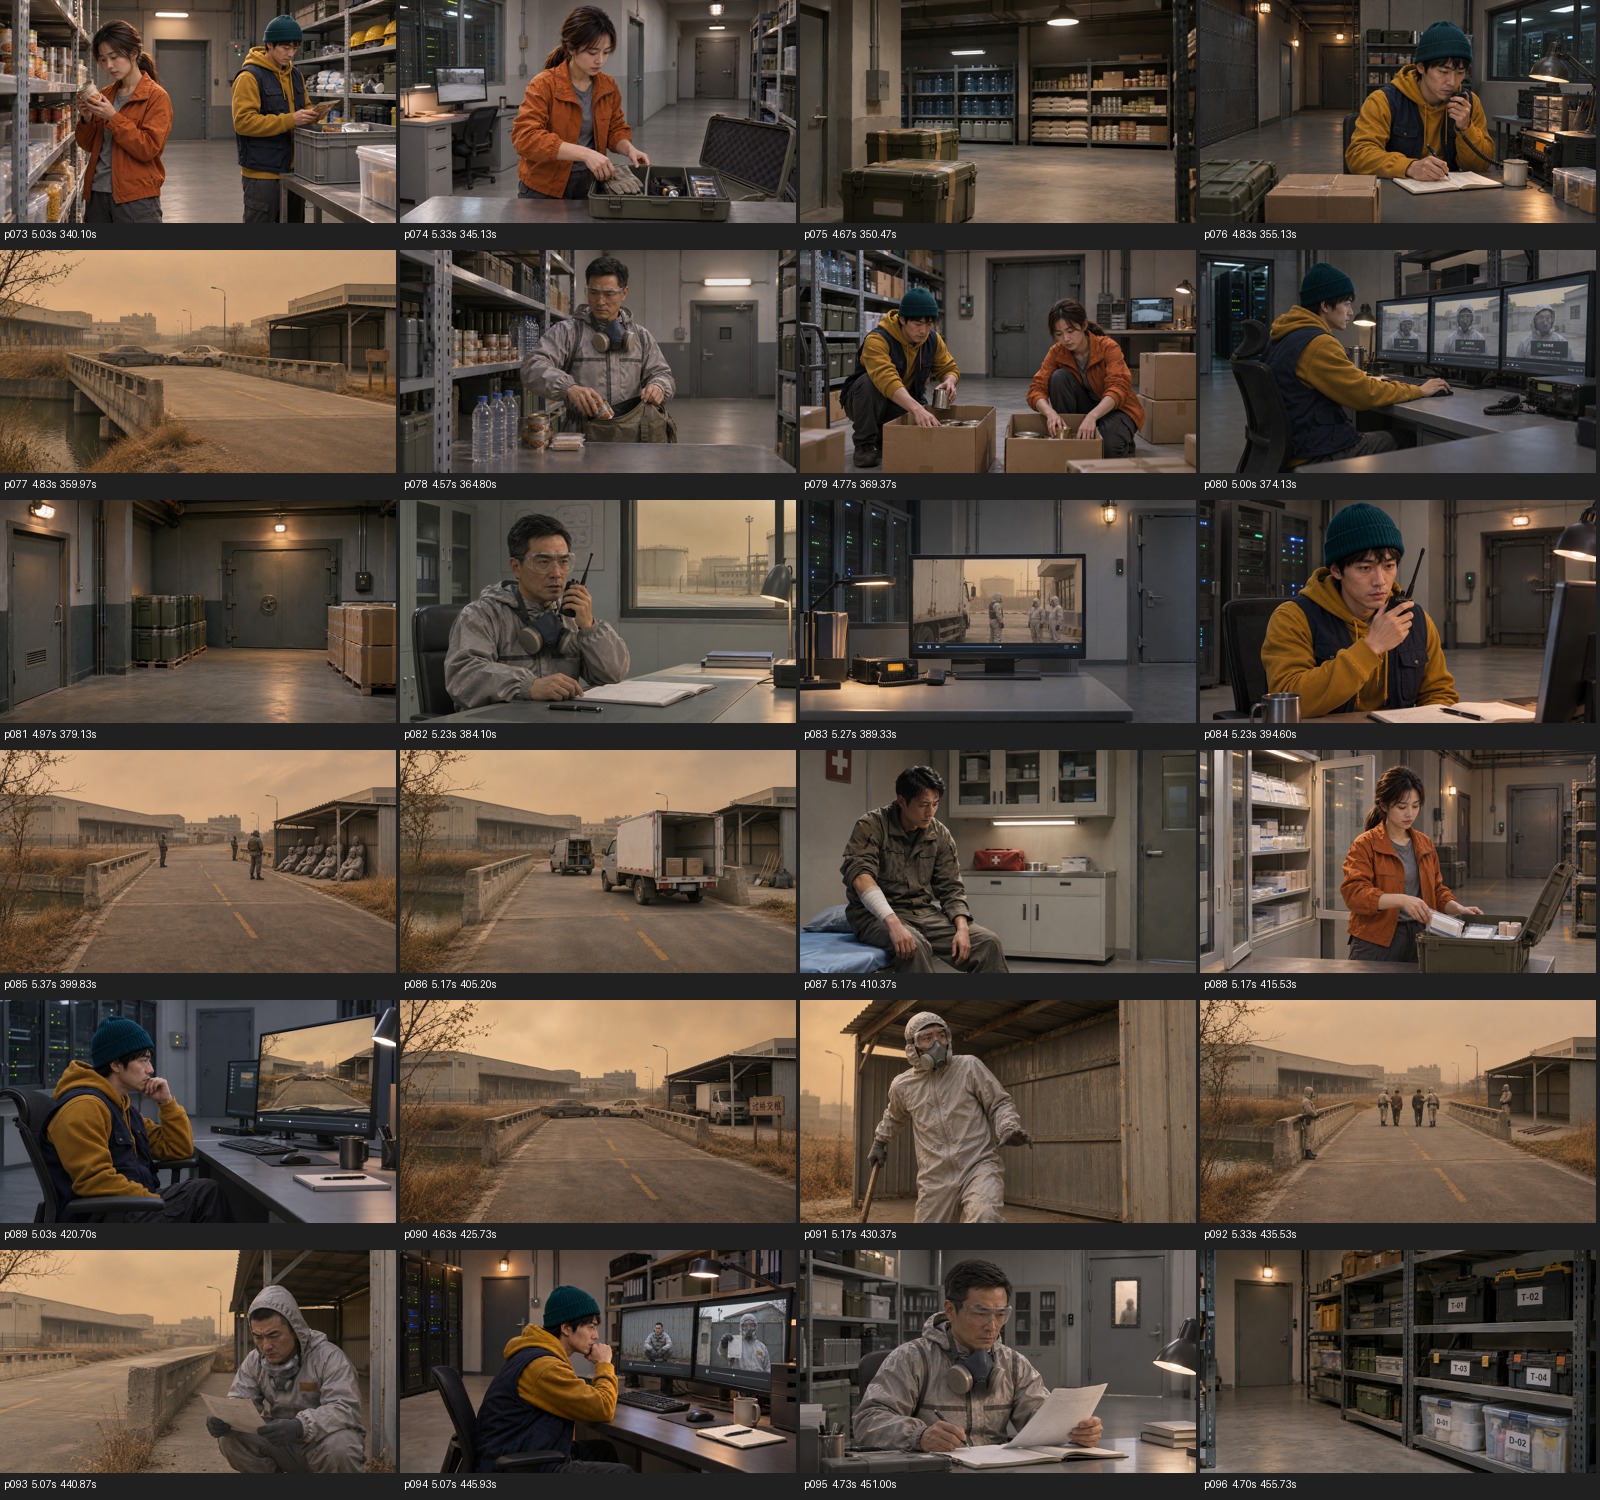 p073 5.03s 340.10s
p074 5.33s 345.13s
p075 4.67s 350.47s
p076 4.83s 355.13s
p077 4.83s 359.97s
p078 4.57s 364.80s
p079 4.77s 369.37s
p080 5.00s 374.13s
p081 4.97s 379.13s
p082 5.23s 384.10s
p083 5.27s 389.33s
p084 5.23s 394.60s
p085 5.37s 399.83s
p086 5.17s 405.20s
p087 5.17s 410.37s
p088 5.17s 415.53s
过桥交粮
p089 5.03s 420.70s
p090 4.63s 425.73s
p091 5.17s 430.37s
p092 5.33s 435.53s
T-01
T-02
T-03
T-04
D-01
D-02
p093 5.07s 440.87s
p094 5.07s 445.93s
p095 4.73s 451.00s
p096 4.70s 455.73s